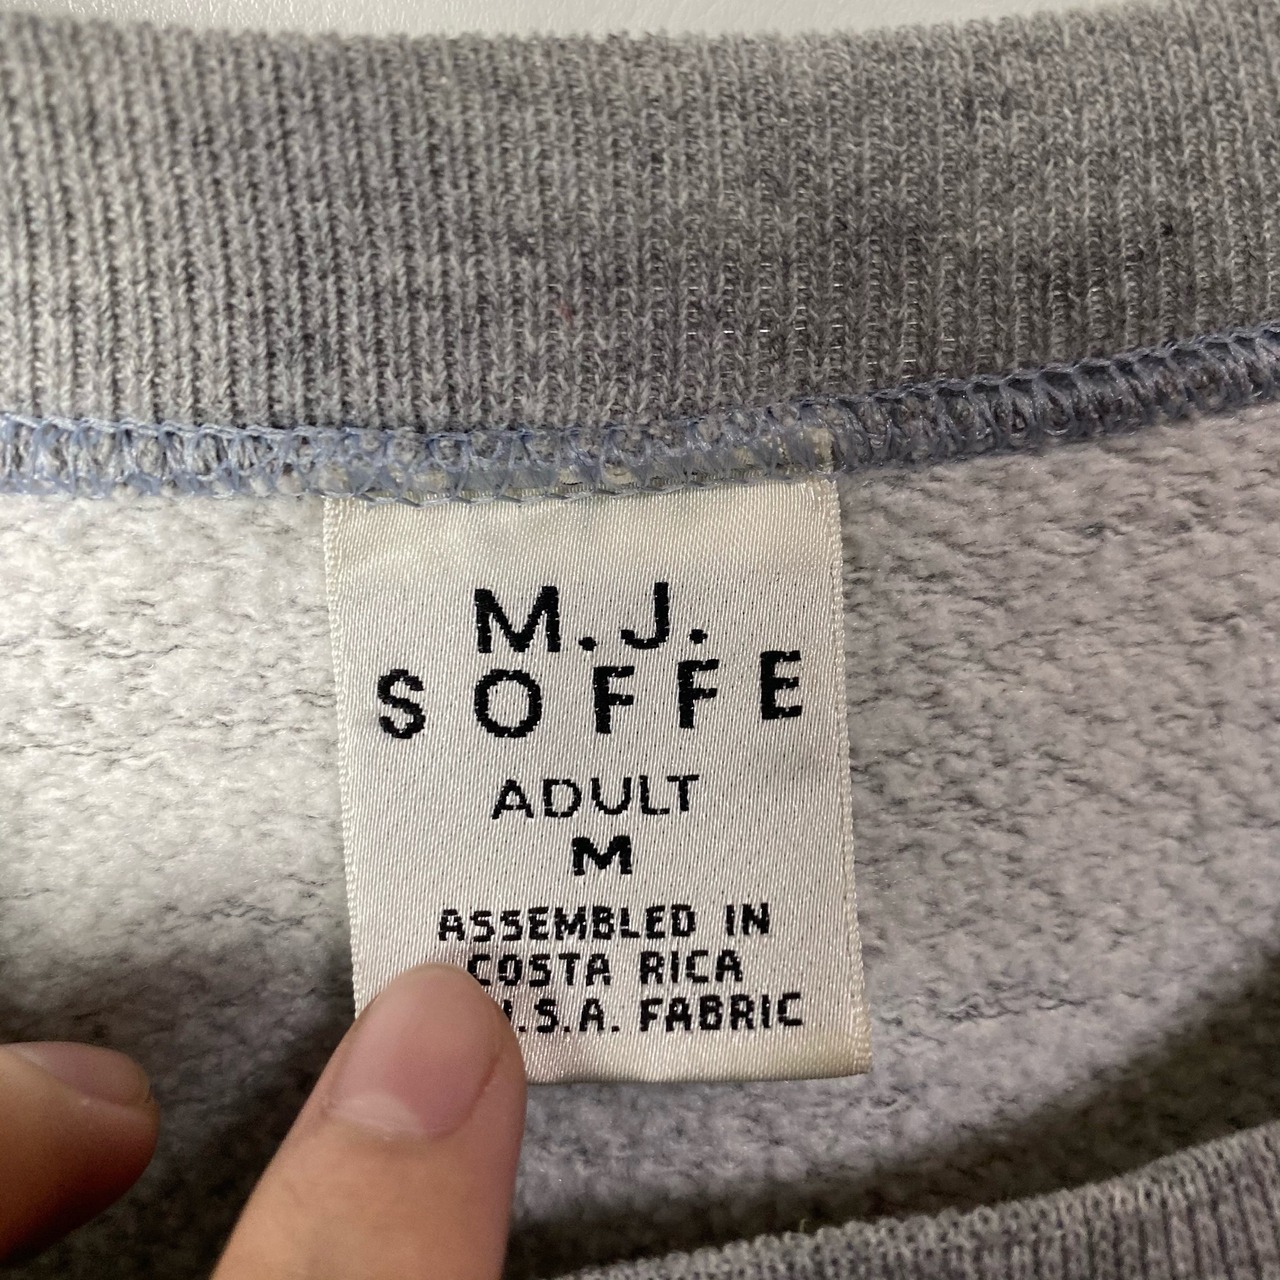 M.J.
SOFFE
ADULT
M
ASSEMBLED IN
COSTA RICA
.S.A. FABRIC